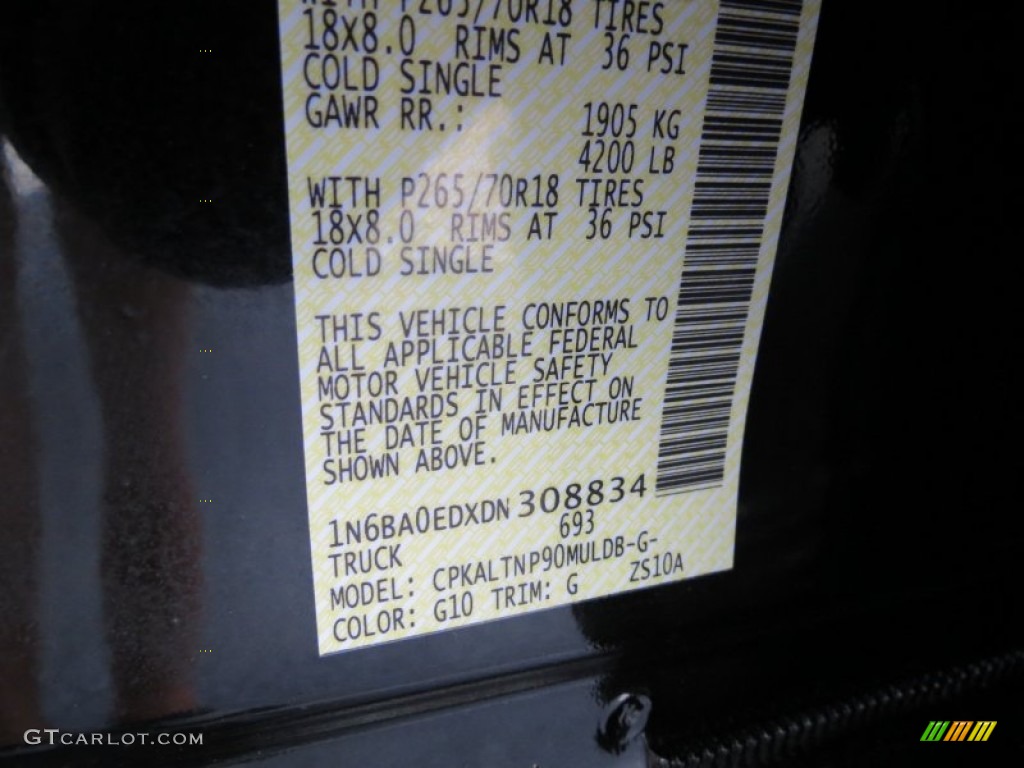 WITH P265/70R18 TIRES
18X8.0 RIMS AT 36 PSI
COLD SINGLE
GAWR RR.: 1905 KG
4200 LB
WITH P265/70R18 TIRES
18X8.0 RIMS AT 36 PSI
COLD SINGLE
THIS VEHICLE CONFORMS TO
ALL APPLICABLE FEDERAL
MOTOR VEHICLE SAFETY
STANDARDS IN EFFECT ON
THE DATE OF MANUFACTURE
SHOWN ABOVE.
1N6BA0EDXDN308834
693
TRUCK
MODEL: CPKALTNP90MULDB-G-
ZS10A
COLOR: G10 TRIM: G
GTCARLOT.COM